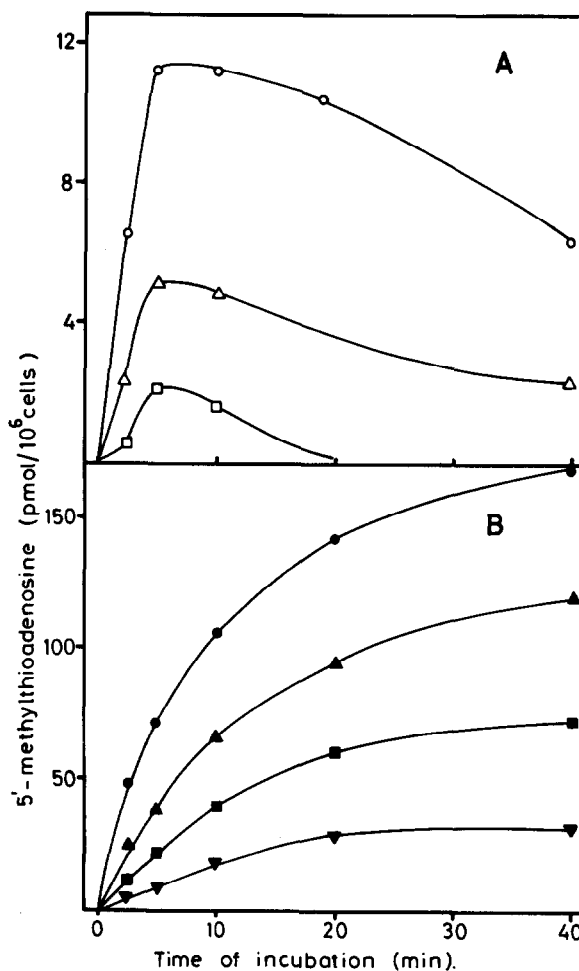 12
A
8
4
5'-methylthioadenosine (pmol/10⁶cells)
150
B
100
50
0 10 20 30 40
Time of incubation (min).